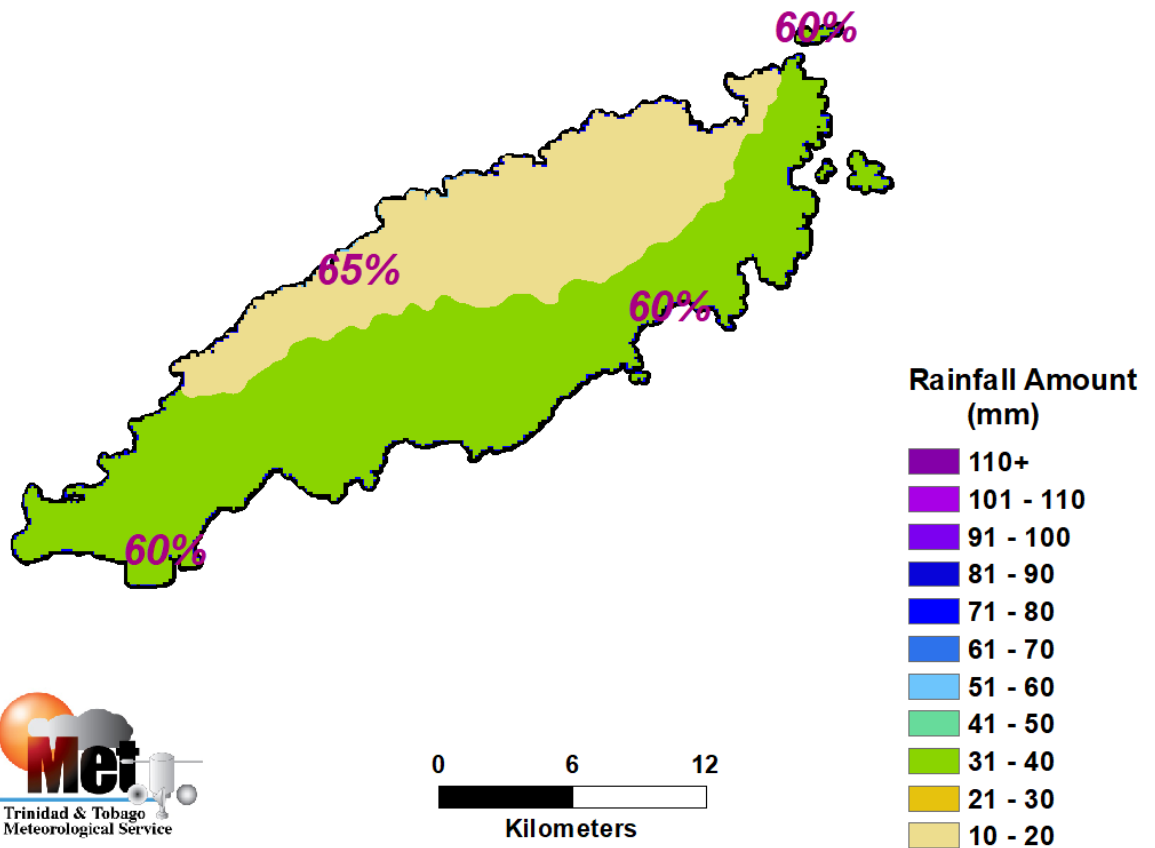 60%
65%
60%
60%
Rainfall Amount
(mm)
110+
101 - 110
91 - 100
81 - 90
71 - 80
61 - 70
51 - 60
41 - 50
31 - 40
21 - 30
10 - 20
0 6 12
Kilometers
Met
Trinidad & Tobago
Meteorological Service